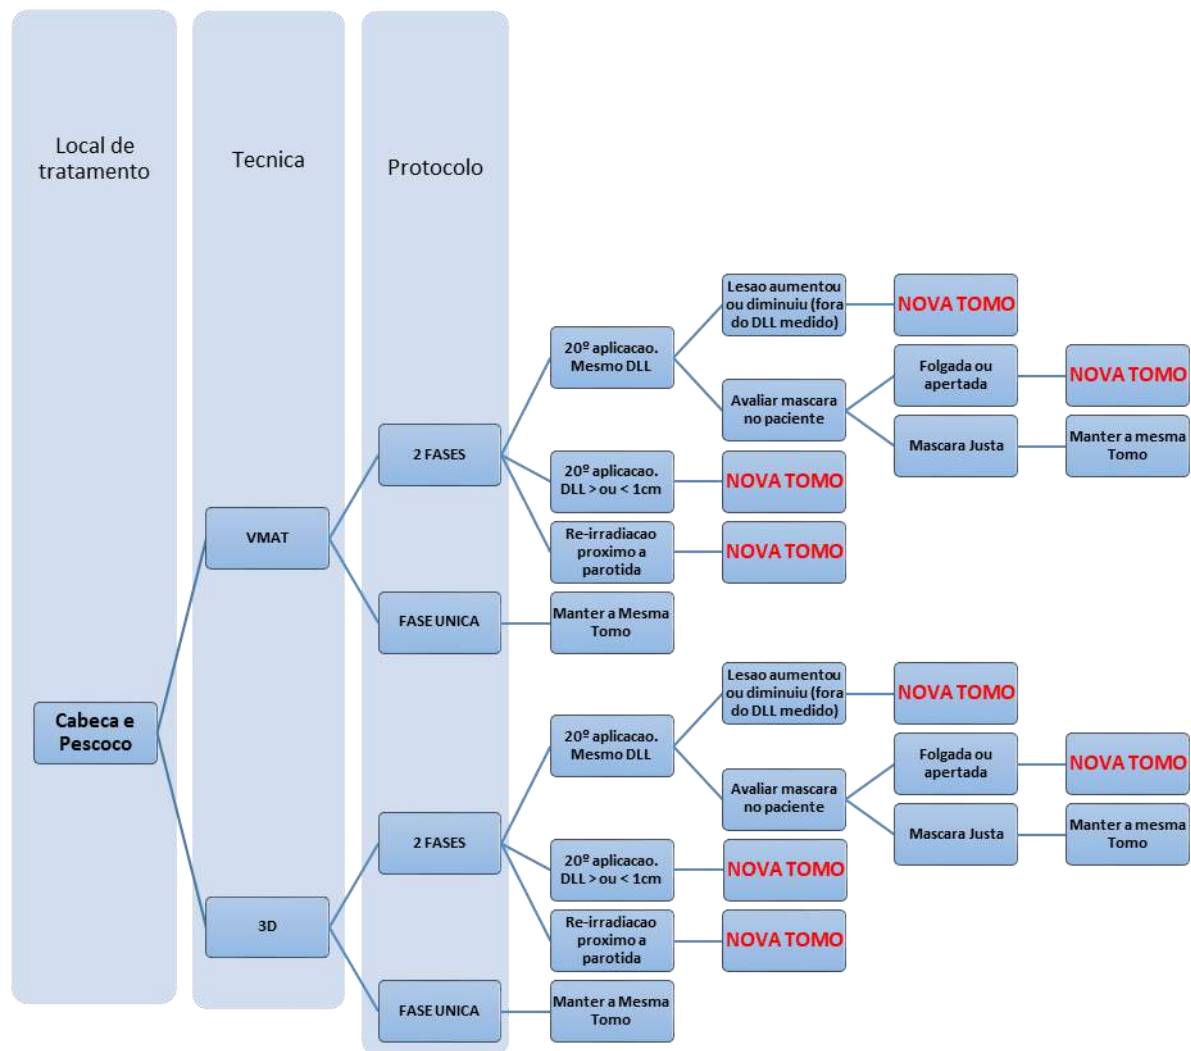 Local de
tratamento
Tecnica
Protocolo
Cabeca e
Pescoco
VMAT
2 FASES
20º aplicacao.
Mesmo DLL
Lesao aumentou
ou diminuiu (fora
do DLL medido)
NOVA TOMO
Avaliar mascara
no paciente
Folgada ou
apertada
NOVA TOMO
Mascara Justa
Manter a mesma
Tomo
20º aplicacao.
DLL > ou < 1cm
NOVA TOMO
Re-irradiacao
proximo a
parotida
NOVA TOMO
FASE UNICA
Manter a Mesma
Tomo
3D
2 FASES
20º aplicacao.
Mesmo DLL
Lesao aumentou
ou diminuiu (fora
do DLL medido)
NOVA TOMO
Avaliar mascara
no paciente
Folgada ou
apertada
NOVA TOMO
Mascara Justa
Manter a mesma
Tomo
20º aplicacao.
DLL > ou < 1cm
NOVA TOMO
Re-irradiacao
proximo a
parotida
NOVA TOMO
FASE UNICA
Manter a Mesma
Tomo